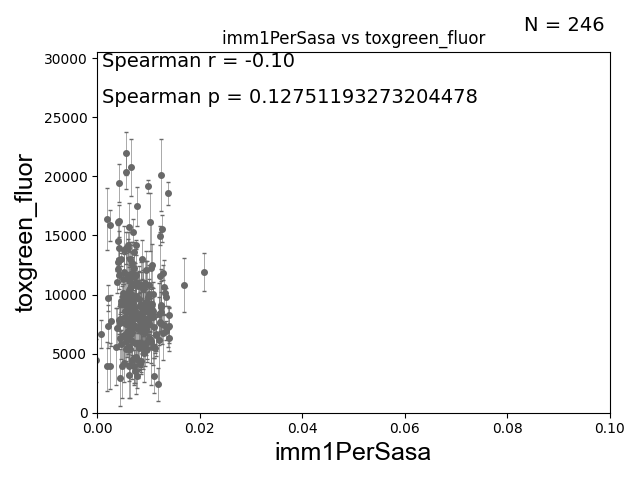 N = 246
imm1PerSasa vs toxgreen_fluor
Spearman r = -0.10
Spearman p = 0.12751193273204478
toxgreen_fluor
30000
25000
20000
15000
10000
5000
0
0.00 0.02 0.04 0.06 0.08 0.10
imm1PerSasa